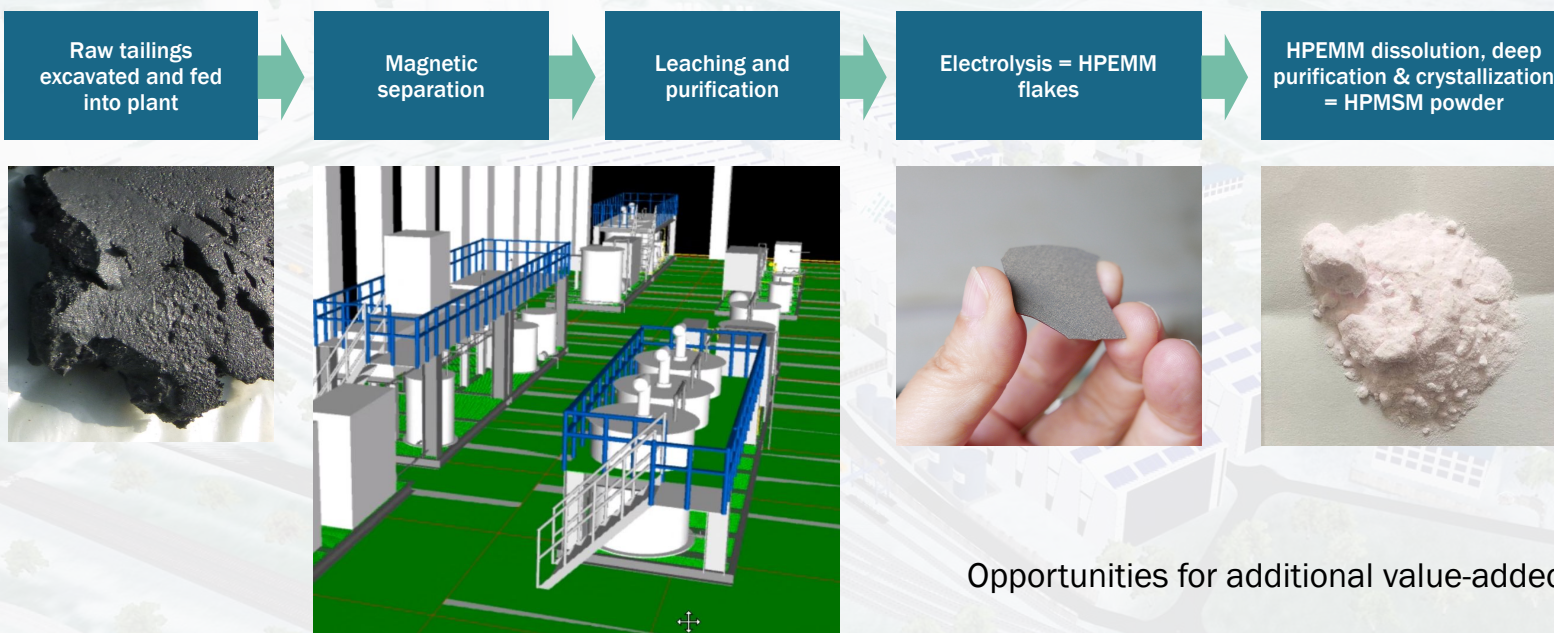 Raw tailings
excavated and fed
into plant
Magnetic
separation
Leaching and
purification
Electrolysis = HPEMM
flakes
HPEMM dissolution, deep
purification & crystallization
= HPMSM powder
Opportunities for additional value-added